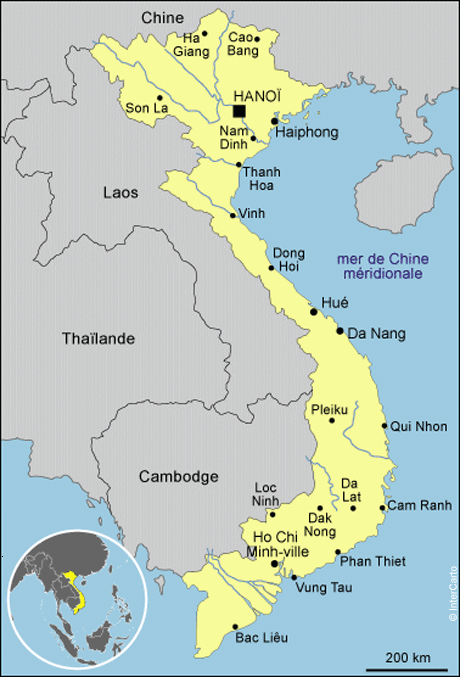 Chine
Ha
Giang
Cao
Bang
HANOÏ
Son La
Nam
Dinh
Haiphong
Thanh
Hoa
Laos
Vinh
Dong
Hoi
mer de Chine
méridionale
Hué
Da Nang
Thaïlande
Pleiku
Qui Nhon
Cambodge
Loc
Ninh
Da
Lat
Dak
Nong
Cam Ranh
Ho Chi
Minh-ville
Phan Thiet
Vung Tau
Bac Liêu
200 km
© InterCarto